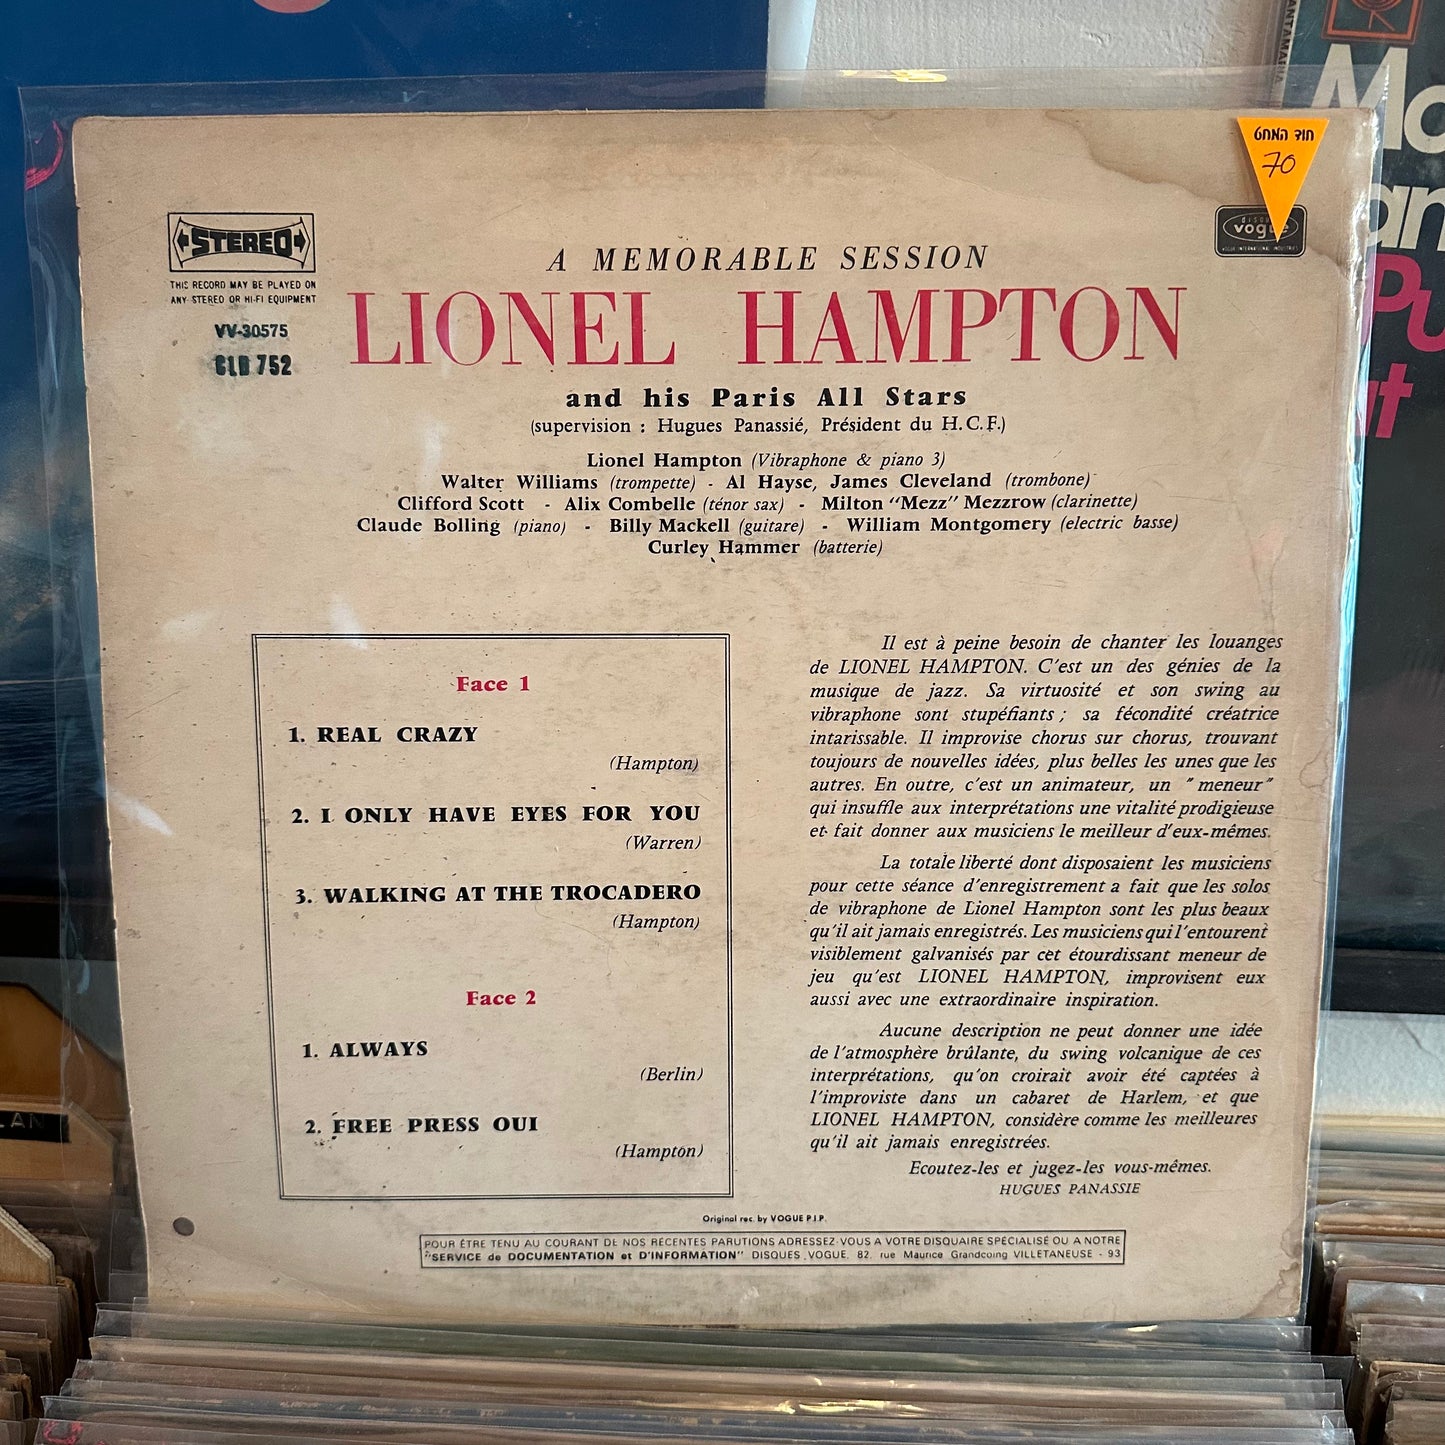 חוד המחט
70
STEREO
THIS RECORD MAY BE PLAYED ON
ANY STEREO OR HI-FI EQUIPMENT
VV-30575
CLD 752
A MEMORABLE SESSION
LIONEL HAMPTON
and his Paris All Stars
(supervision : Hugues Panassié, Président du H.C.F.)
Lionel Hampton (Vibraphone & piano 3)
Walter Williams (trompette) - Al Hayse, James Cleveland (trombone)
Clifford Scott - Alix Combelle (ténor sax) - Milton "Mezz" Mezzrow (clarinette)
Claude Bolling (piano) - Billy Mackell (guitare) - William Montgomery (electric basse)
Curley Hammer (batterie)
Face 1
1. REAL CRAZY
(Hampton)
2. I ONLY HAVE EYES FOR YOU
(Warren)
3. WALKING AT THE TROCADERO
(Hampton)
Face 2
1. ALWAYS
(Berlin)
2. FREE PRESS OUI
(Hampton)
Il est à peine besoin de chanter les louanges
de LIONEL HAMPTON. C'est un des génies de la
musique de jazz. Sa virtuosité et son swing au
vibraphone sont stupéfiants ; sa fécondité créatrice
intarissable. Il improvise chorus sur chorus, trouvant
toujours de nouvelles idées, plus belles les unes que les
autres. En outre, c'est un animateur, un "meneur"
qui insuffle aux interprétations une vitalité prodigieuse
et fait donner aux musiciens le meilleur d'eux-mêmes.
La totale liberté dont disposaient les musiciens
pour cette séance d'enregistrement a fait que les solos
de vibraphone de Lionel Hampton sont les plus beaux
qu'il ait jamais enregistrés. Les musiciens qui l'entourent
visiblement galvanisés par cet étourdissant meneur de
jeu qu'est LIONEL HAMPTON, improvisent eux
aussi avec une extraordinaire inspiration.
Aucune description ne peut donner une idée
de l'atmosphère brûlante, du swing volcanique de ces
interprétations, qu'on croirait avoir été captées à
l'improviste dans un cabaret de Harlem, et que
LIONEL HAMPTON, considère comme les meilleures
qu'il ait jamais enregistrées.
Ecoutez-les et jugez-les vous-mêmes.
HUGUES PANASSIE
Original rec. by VOGUE P.I.P.
POUR ÊTRE TENU AU COURANT DE NOS RÉCENTES PARUTIONS ADRESSEZ-VOUS A VOTRE DISQUAIRE SPÉCIALISÉ OU A NOTRE
"SERVICE de DOCUMENTATION et D'INFORMATION" DISQUES VOGUE, 82, rue Maurice Grandcoing VILLETANEUSE - 93
vogue
VOGUE INTERNATIONAL INDUSTRIES